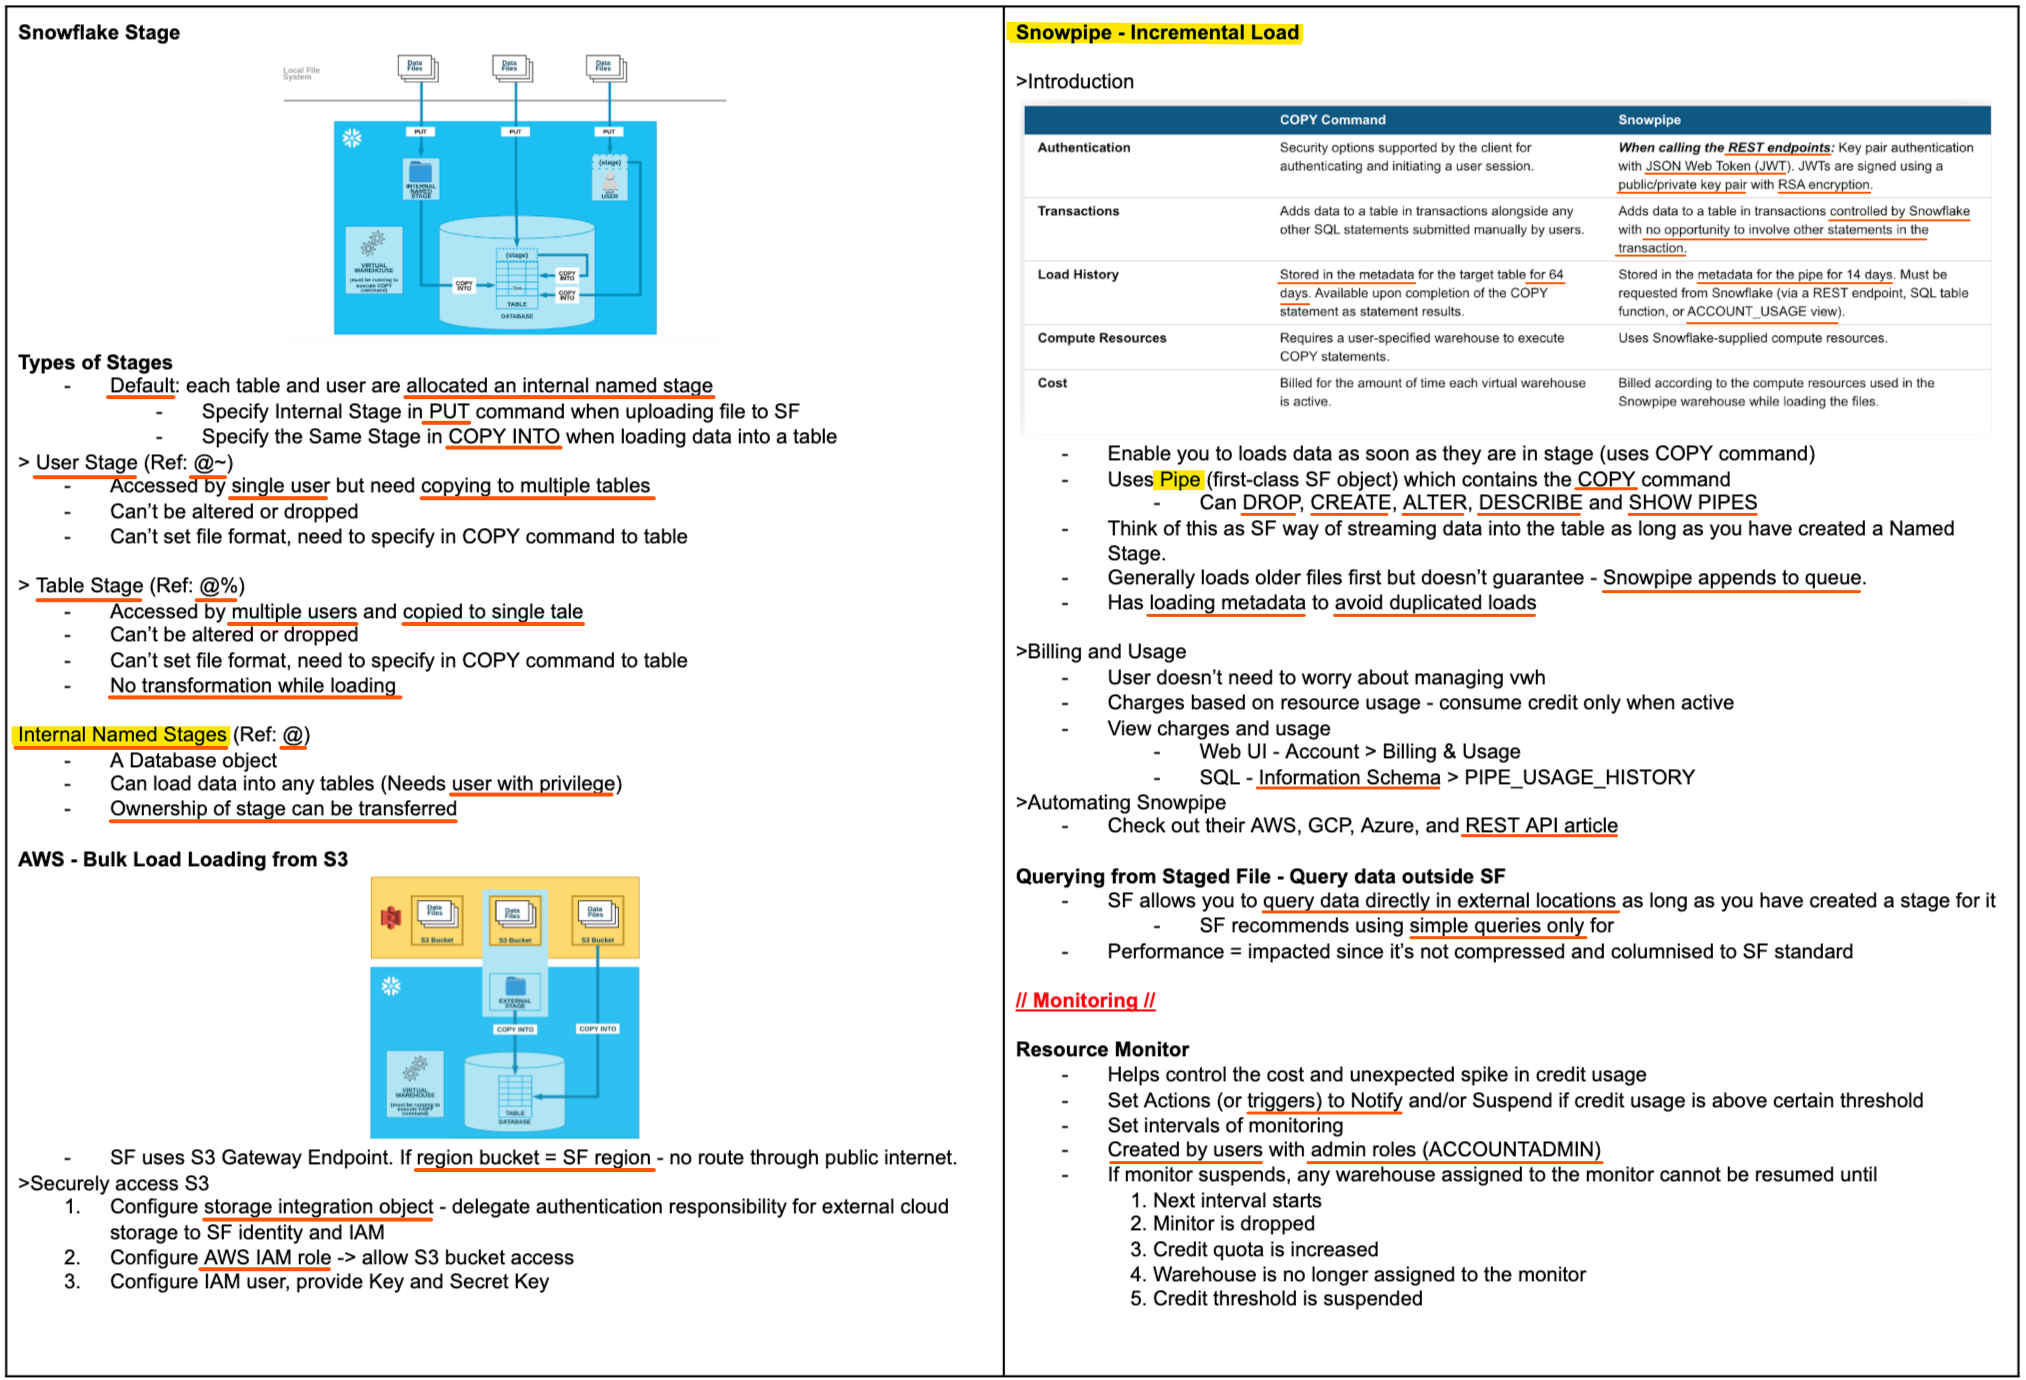 Snowflake Stage
Local File
System
Data
Files
Data
Files
Data
Files
PUT
PUT
PUT
INTERNAL
NAMED
STAGE
(stage)
USER
VIRTUAL
WAREHOUSE
(must be running to
execute COPY
command)
(stage)
COPY
INTO
COPY
INTO
COPY
INTO
TABLE
DATABASE
Types of Stages
- Default: each table and user are allocated an internal named stage
- Specify Internal Stage in PUT command when uploading file to SF
- Specify the Same Stage in COPY INTO when loading data into a table
> User Stage (Ref: @~)
- Accessed by single user but need copying to multiple tables
- Can't be altered or dropped
- Can't set file format, need to specify in COPY command to table
> Table Stage (Ref: @%)
- Accessed by multiple users and copied to single tale
- Can't be altered or dropped
- Can't set file format, need to specify in COPY command to table
- No transformation while loading
Internal Named Stages (Ref: @)
- A Database object
- Can load data into any tables (Needs user with privilege)
- Ownership of stage can be transferred
AWS - Bulk Load Loading from S3
Data
Files
Data
Files
Data
Files
S3 Bucket
S3 Bucket
S3 Bucket
EXTERNAL
STAGE
COPY INTO
COPY INTO
VIRTUAL
WAREHOUSE
(must be running to
execute COPY
command)
TABLE
DATABASE
- SF uses S3 Gateway Endpoint. If region bucket = SF region - no route through public internet.
>Securely access S3
1. Configure storage integration object - delegate authentication responsibility for external cloud
storage to SF identity and IAM
2. Configure AWS IAM role -> allow S3 bucket access
3. Configure IAM user, provide Key and Secret Key
Snowpipe - Incremental Load
>Introduction
COPY Command Snowpipe
Authentication
Security options supported by the client for
authenticating and initiating a user session.
When calling the REST endpoints: Key pair authentication
with JSON Web Token (JWT). JWTs are signed using a
public/private key pair with RSA encryption.
Transactions
Adds data to a table in transactions alongside any
other SQL statements submitted manually by users.
Adds data to a table in transactions controlled by Snowflake
with no opportunity to involve other statements in the
transaction.
Load History
Stored in the metadata for the target table for 64
days. Available upon completion of the COPY
statement as statement results.
Stored in the metadata for the pipe for 14 days. Must be
requested from Snowflake (via a REST endpoint, SQL table
function, or ACCOUNT_USAGE view).
Compute Resources
Requires a user-specified warehouse to execute
COPY statements.
Uses Snowflake-supplied compute resources.
Cost
Billed for the amount of time each virtual warehouse
is active.
Billed according to the compute resources used in the
Snowpipe warehouse while loading the files.
- Enable you to loads data as soon as they are in stage (uses COPY command)
- Uses Pipe (first-class SF object) which contains the COPY command
- Can DROP, CREATE, ALTER, DESCRIBE and SHOW PIPES
- Think of this as SF way of streaming data into the table as long as you have created a Named
Stage.
- Generally loads older files first but doesn't guarantee - Snowpipe appends to queue.
- Has loading metadata to avoid duplicated loads
>Billing and Usage
- User doesn't need to worry about managing vwh
- Charges based on resource usage - consume credit only when active
- View charges and usage
- Web UI - Account > Billing & Usage
- SQL - Information Schema > PIPE_USAGE_HISTORY
>Automating Snowpipe
- Check out their AWS, GCP, Azure, and REST API article
Querying from Staged File - Query data outside SF
- SF allows you to query data directly in external locations as long as you have created a stage for it
- SF recommends using simple queries only for
- Performance = impacted since it's not compressed and columnised to SF standard
// Monitoring //
Resource Monitor
- Helps control the cost and unexpected spike in credit usage
- Set Actions (or triggers) to Notify and/or Suspend if credit usage is above certain threshold
- Set intervals of monitoring
- Created by users with admin roles (ACCOUNTADMIN)
- If monitor suspends, any warehouse assigned to the monitor cannot be resumed until
1. Next interval starts
2. Minitor is dropped
3. Credit quota is increased
4. Warehouse is no longer assigned to the monitor
5. Credit threshold is suspended